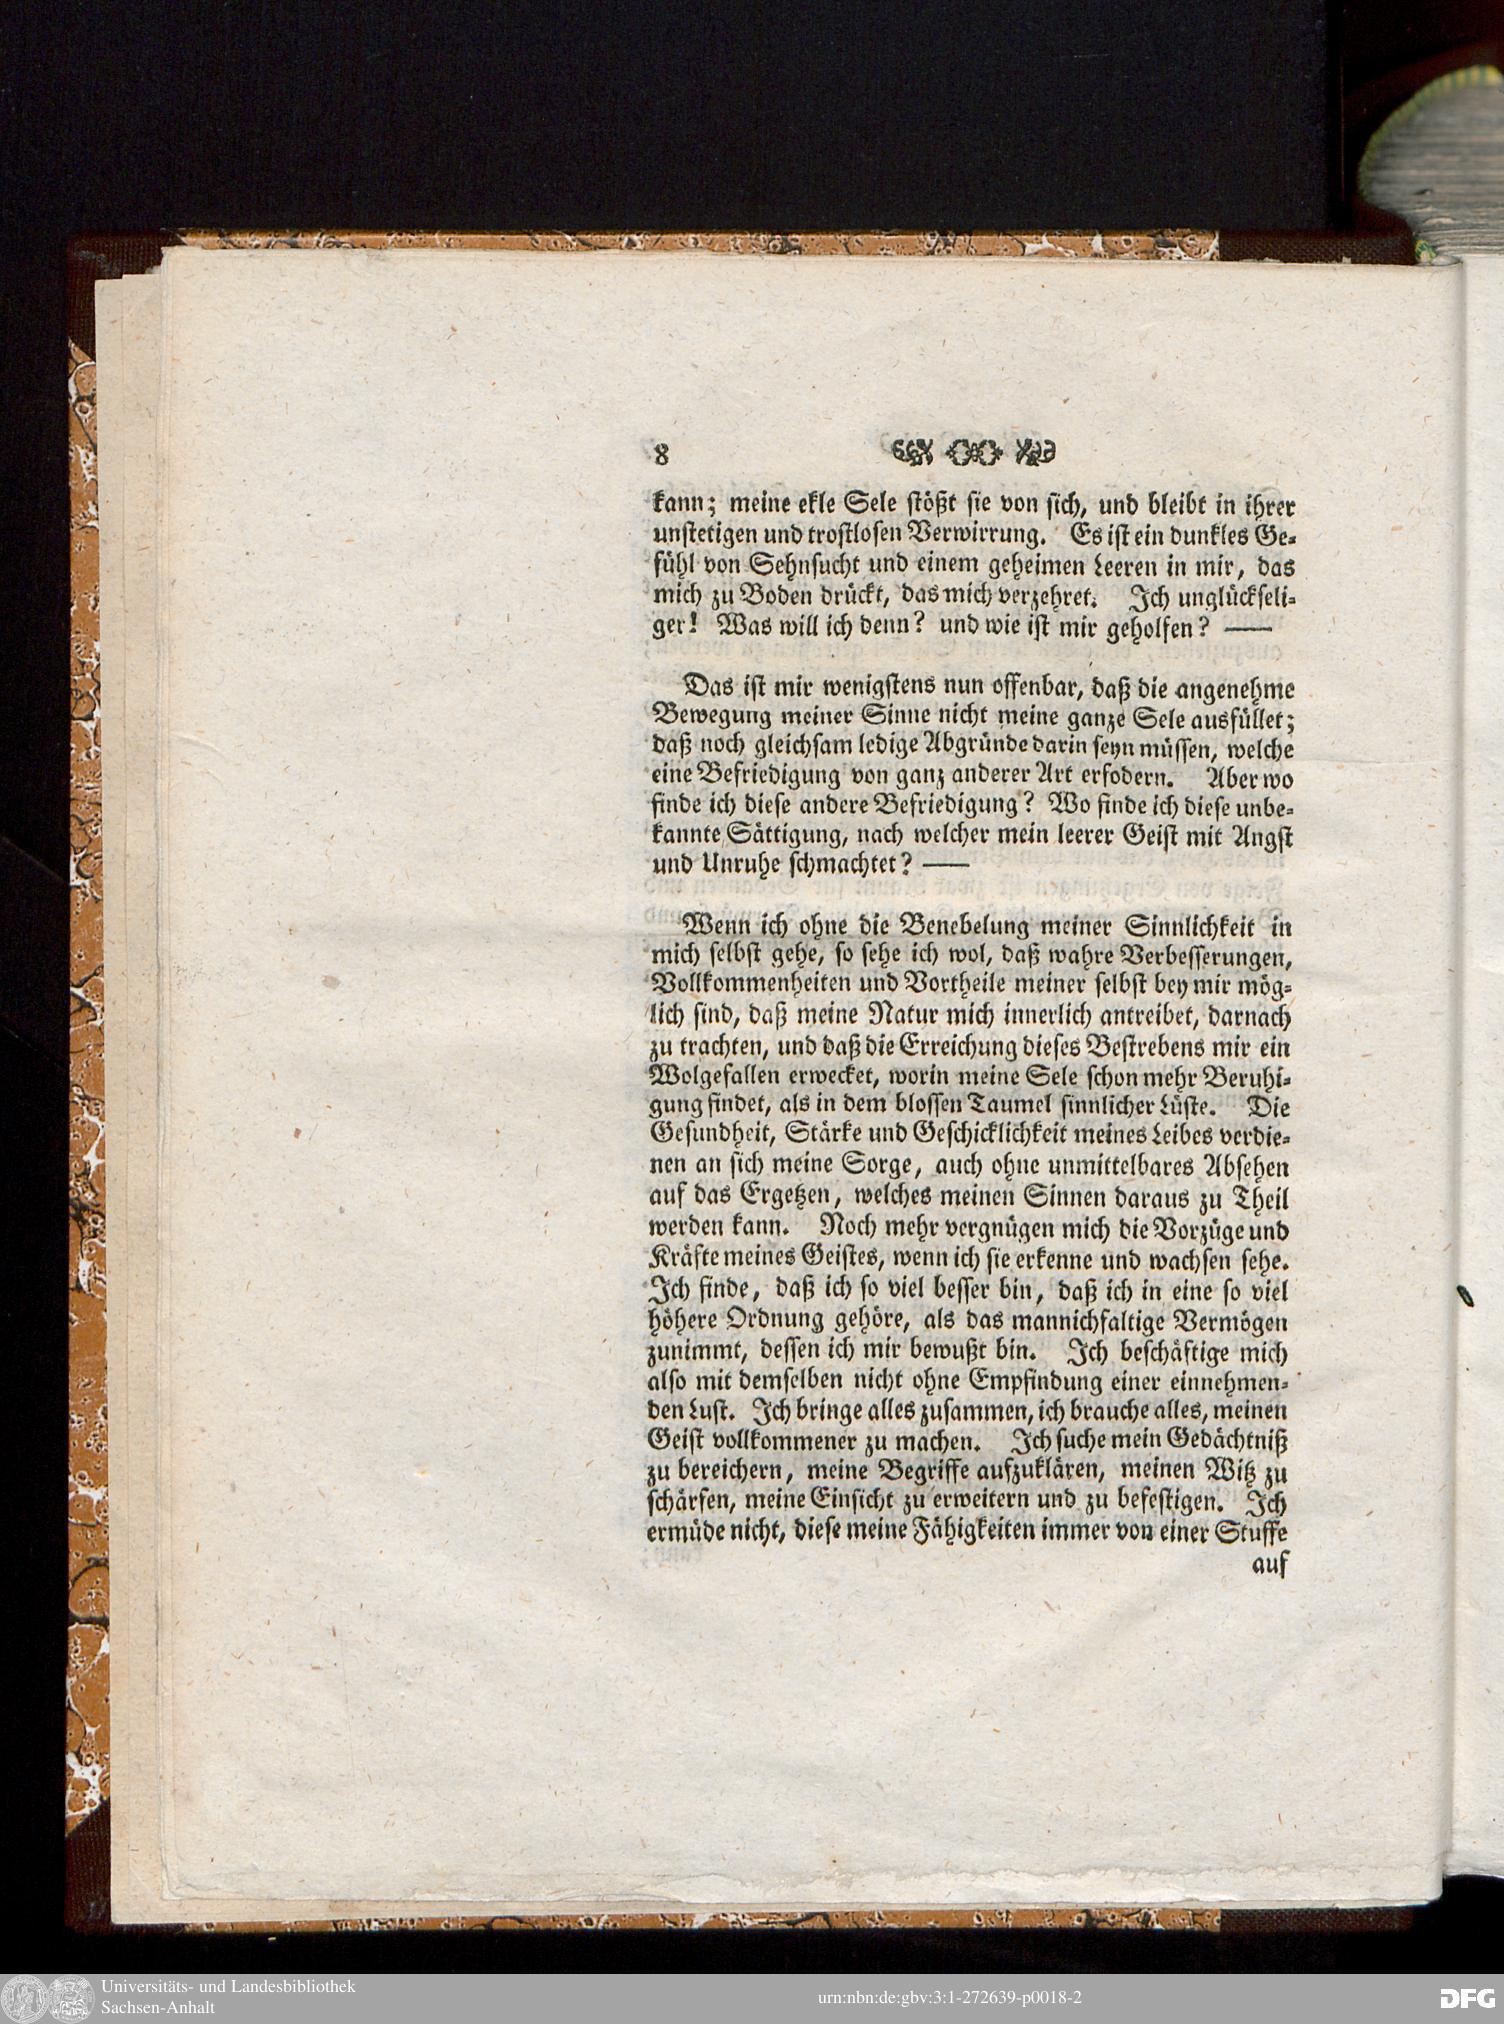 8
kann; meine ekle Sele stößt sie von sich, und bleibt in ihrer
unstetigen und trostlosen Verwirrung. Es ist ein dunkles Ge-
fühl von Sehnsucht und einem geheimen Leeren in mir, das
mich zu Boden drückt, das mich verzehret. Ich unglückseli-
ger! Was will ich denn? und wie ist mir geholfen? ——
Das ist mir wenigstens nun offenbar, daß die angenehme
Bewegung meiner Sinne nicht meine ganze Sele ausfüllet;
daß noch gleichsam ledige Abgründe darin seyn müssen, welche
eine Befriedigung von ganz anderer Art erfodern. Aber wo
finde ich diese andere Befriedigung? Wo finde ich diese unbe-
kannte Sättigung, nach welcher mein leerer Geist mit Angst
und Unruhe schmachtet? ——
Wenn ich ohne die Benebelung meiner Sinnlichkeit in
mich selbst gehe, so sehe ich wol, daß wahre Verbesserungen,
Vollkommenheiten und Vortheile meiner selbst bey mir mög-
lich sind, daß meine Natur mich innerlich antreibet, darnach
zu trachten, und daß die Erreichung dieses Bestrebens mir ein
Wolgefallen erwecket, worin meine Sele schon mehr Beruhi-
gung findet, als in dem blossen Taumel sinnlicher Lüste. Die
Gesundheit, Stärke und Geschicklichkeit meines Leibes verdie-
nen an sich meine Sorge, auch ohne unmittelbares Absehen
auf das Ergetzen, welches meinen Sinnen daraus zu Theil
werden kann. Noch mehr vergnügen mich die Vorzüge und
Kräfte meines Geistes, wenn ich sie erkenne und wachsen sehe.
Ich finde, daß ich so viel besser bin, daß ich in eine so viel
höhere Ordnung gehöre, als das mannichfaltige Vermögen
zunimmt, dessen ich mir bewußt bin. Ich beschäftige mich
also mit demselben nicht ohne Empfindung einer einnehmen-
den Lust. Ich bringe alles zusammen, ich brauche alles, meinen
Geist vollkommener zu machen. Ich suche mein Gedächtniß
zu bereichern, meine Begriffe aufzuklären, meinen Witz zu
schärfen, meine Einsicht zu erweitern und zu befestigen. Ich
ermüde nicht, diese meine Fähigkeiten immer von einer Stuffe
auf
Universitäts- und Landesbibliothek
Sachsen-Anhalt
urn:nbn:de:gbv:3:1-272639-p0018-2
DFG